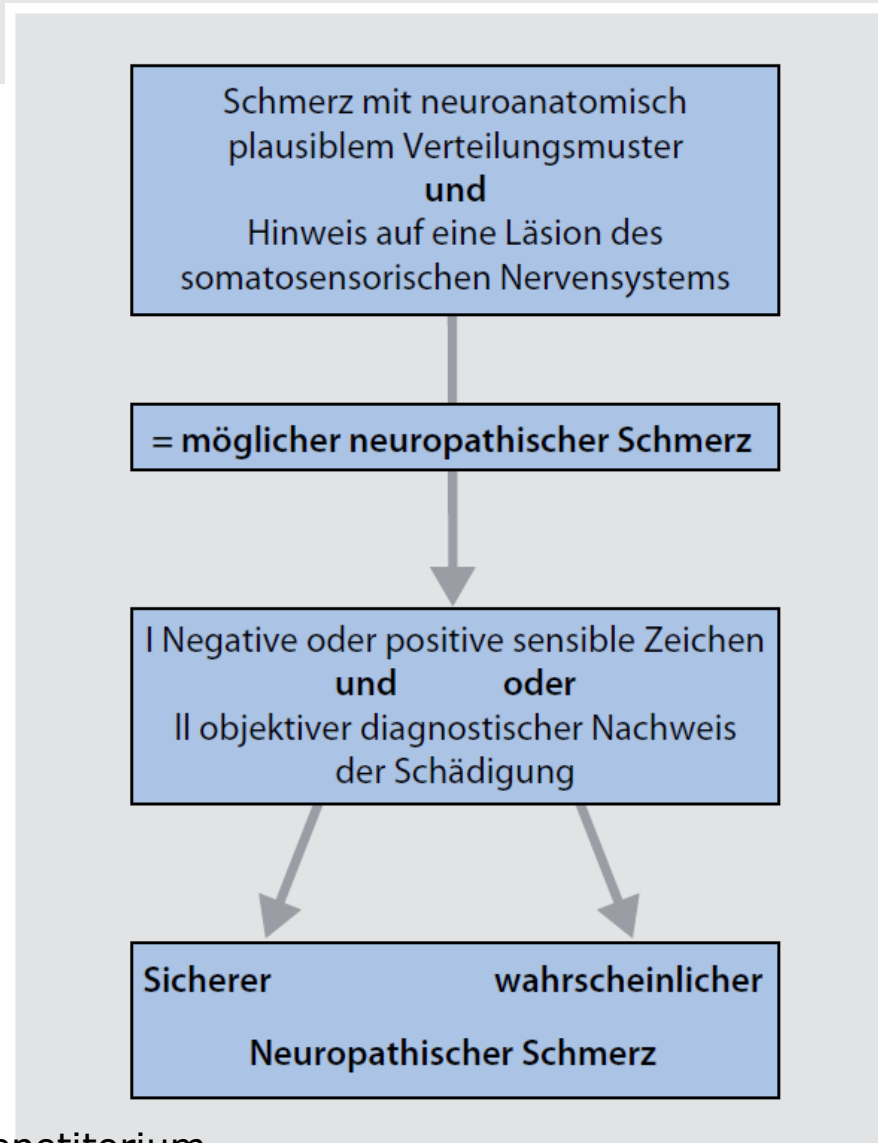 Schmerz mit neuroanatomisch
plausiblem Verteilungsmuster
und
Hinweis auf eine Läsion des
somatosensorischen Nervensystems
= möglicher neuropathischer Schmerz
I Negative oder positive sensible Zeichen
und oder
II objektiver diagnostischer Nachweis
der Schädigung
Sicherer wahrscheinlicher
Neuropathischer Schmerz